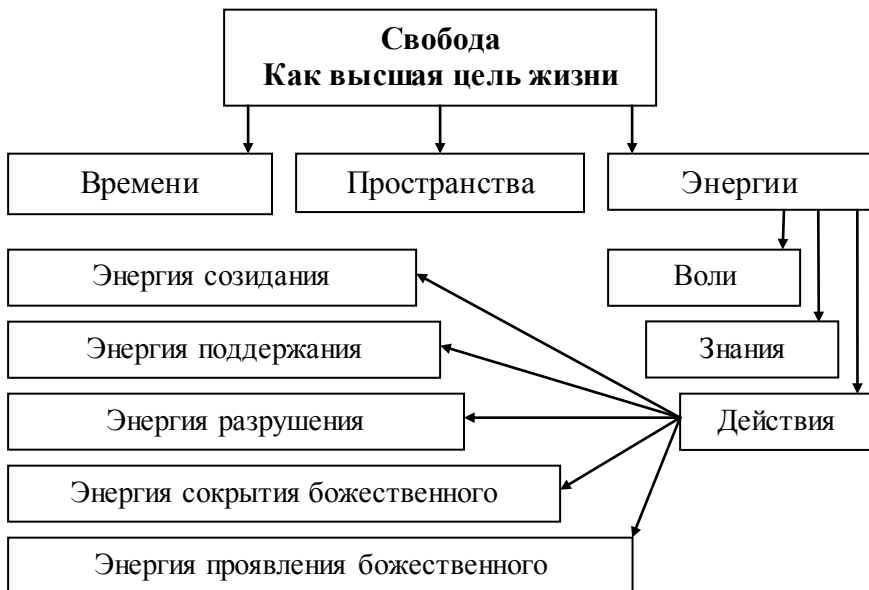 Свобода
Как высшая цель жизни
Времени
Пространства
Энергии
Энергия созидания
Воли
Энергия поддержания
Знания
Энергия разрушения
Действия
Энергия сокрытия божественного
Энергия проявления божественного